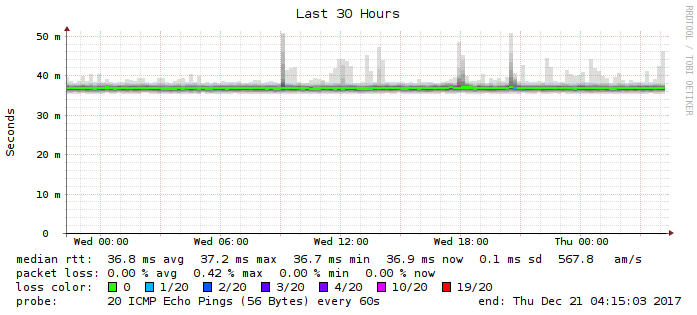 Last 30 Hours
RRDTOOL / TOBI OETIKER
Seconds
50 m
40 m
30 m
20 m
10 m
0
Wed 00:00 Wed 06:00 Wed 12:00 Wed 18:00 Thu 00:00
median rtt: 36.8 ms avg 37.2 ms max 36.7 ms min 36.9 ms now 0.1 ms sd 567.8 am/s
packet loss: 0.00 % avg 0.42 % max 0.00 % min 0.00 % now
loss color: 0 1/20 2/20 3/20 4/20 10/20 19/20
probe: 20 ICMP Echo Pings (56 Bytes) every 60s end: Thu Dec 21 04:15:03 2017